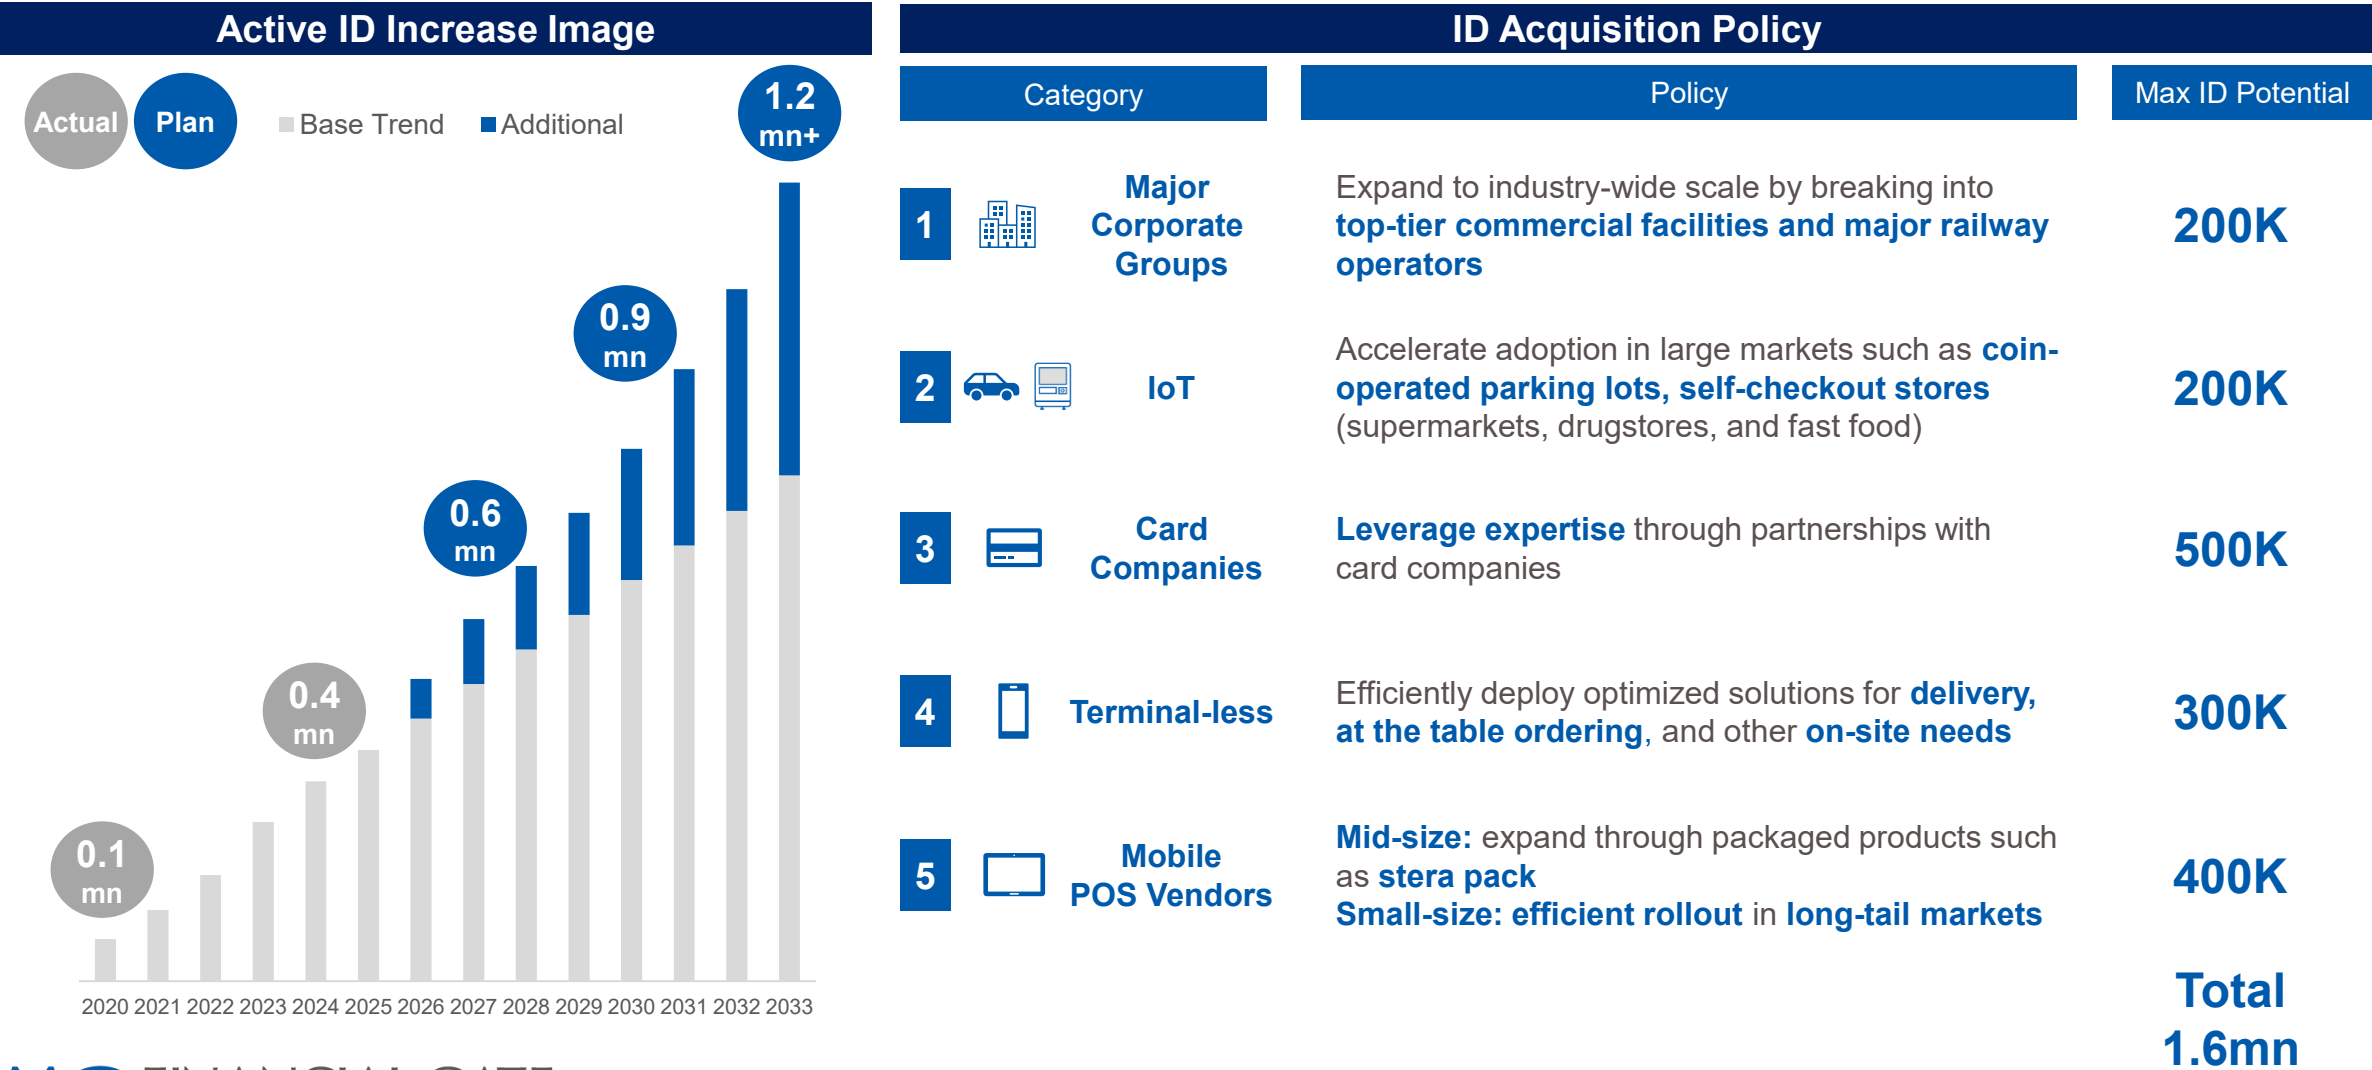 Active ID Increase Image
Actual
Plan
Base Trend
Additional
1.2
mn+
0.9
mn
0.6
mn
0.4
mn
0.1
mn
2020 2021 2022 2023 2024 2025 2026 2027 2028 2029 2030 2031 2032 2033
ID Acquisition Policy
Category
Policy
Max ID Potential
1
Major
Corporate
Groups
Expand to industry-wide scale by breaking into
top-tier commercial facilities and major railway
operators
200K
2
IoT
Accelerate adoption in large markets such as coin-
operated parking lots, self-checkout stores
(supermarkets, drugstores, and fast food)
200K
3
Card
Companies
Leverage expertise through partnerships with
card companies
500K
4
Terminal-less
Efficiently deploy optimized solutions for delivery,
at the table ordering, and other on-site needs
300K
5
Mobile
POS Vendors
Mid-size: expand through packaged products such
as stera pack
Small-size: efficient rollout in long-tail markets
400K
Total
1.6mn